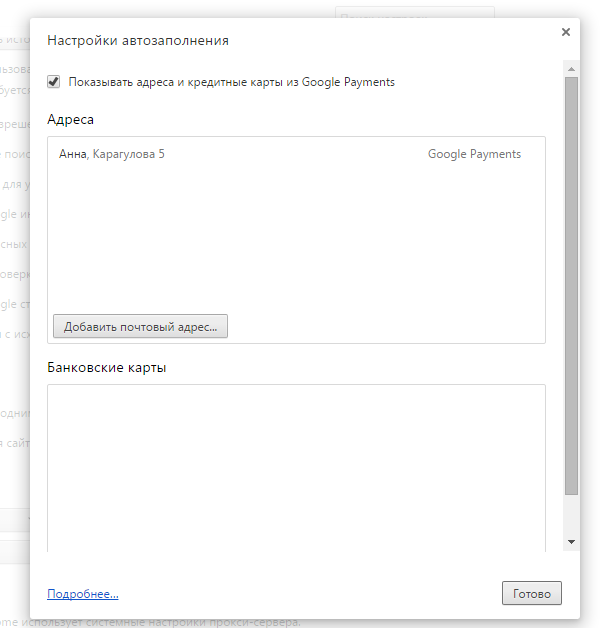 Настройки автозаполнения
Показывать адреса и кредитные карты из Google Payments
Адреса
Анна, Карагулова 5 Google Payments
Добавить почтовый адрес...
Банковские карты
Подробнее...
Готово
ome использует системные настройки прокси-сервера.